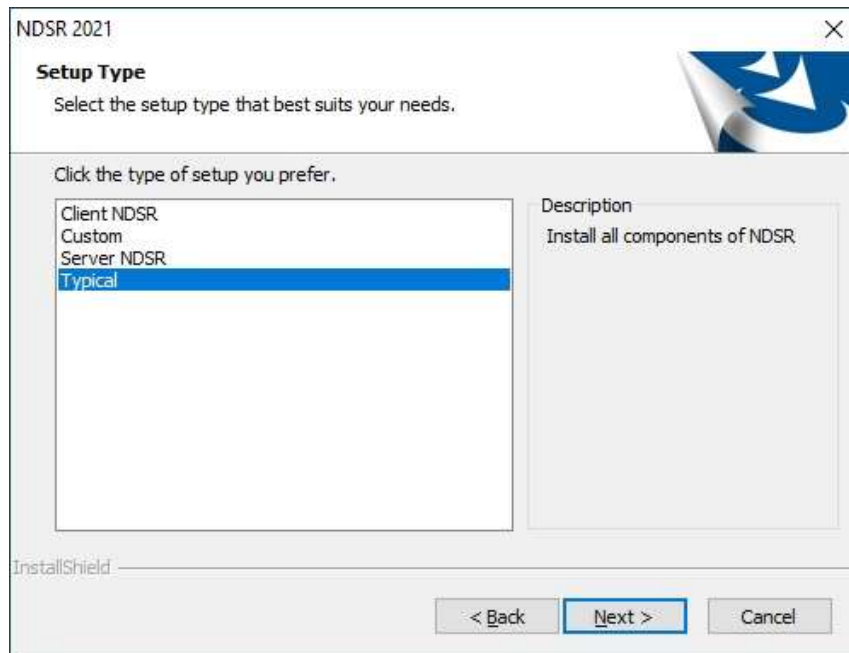 NDSR 2021
Setup Type
Select the setup type that best suits your needs.
Click the type of setup you prefer.
Client NDSR
Custom
Server NDSR
Typical
Description
Install all components of NDSR
InstallShield
< Back
Next >
Cancel